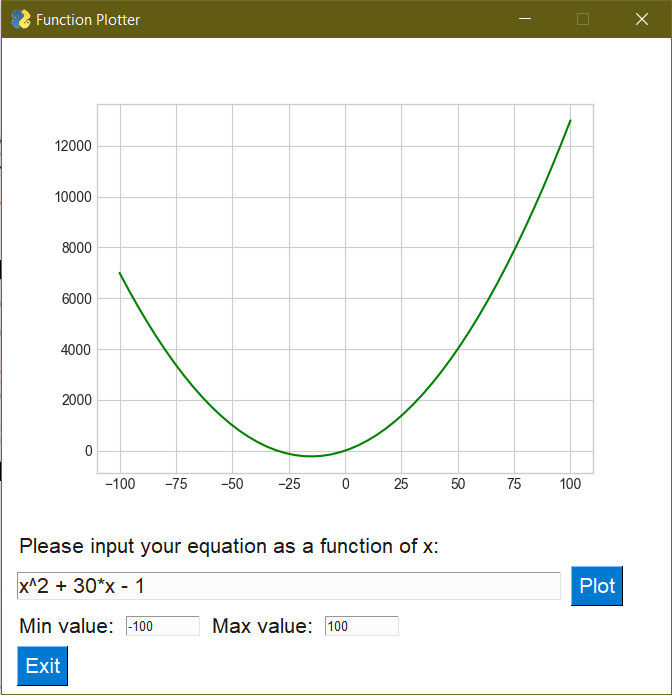 Function Plotter
12000
10000
8000
6000
4000
2000
0
−100 −75 −50 −25 0 25 50 75 100
Please input your equation as a function of x:
x^2 + 30*x - 1 Plot
Min value: -100 Max value: 100
Exit